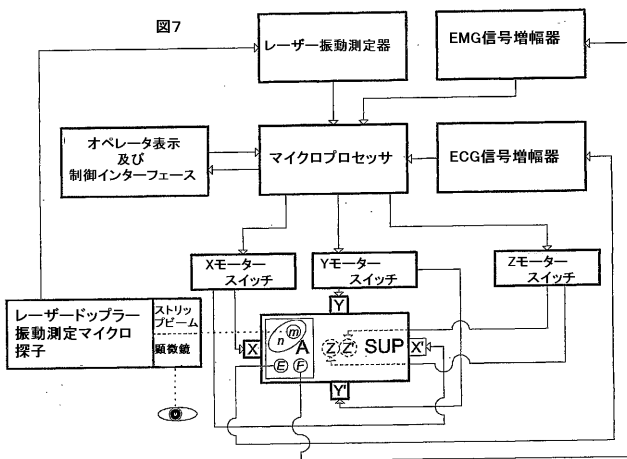 図7
レーザー振動測定器
EMG信号増幅器
オペレータ表示
及び
制御インターフェース
マイクロプロセッサ
ECG信号増幅器
Xモーター
スイッチ
Yモーター
スイッチ
Zモーター
スイッチ
レーザードップラー
振動測定マイクロ
探子
ストリッ
プビーム
顕微鏡
Y
X
n m
A
Z Z'
SUP
X'
E F
Y'